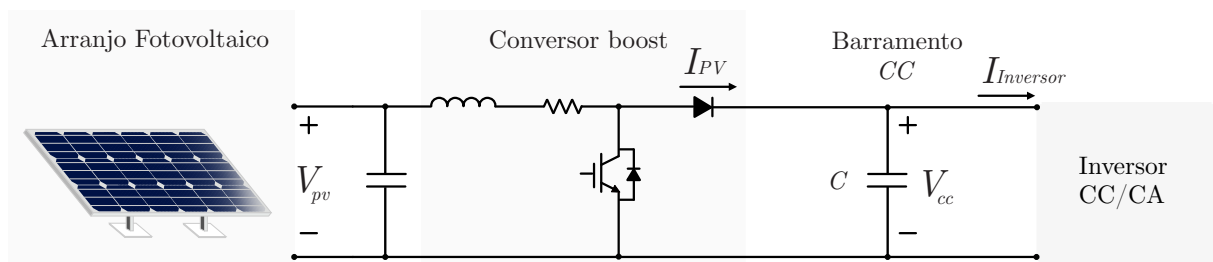 Arranjo Fotovoltaico
Conversor boost
I_PV
Barramento
CC
I_Inversor
+
V_pv
−
C
+
V_cc
−
Inversor
CC/CA